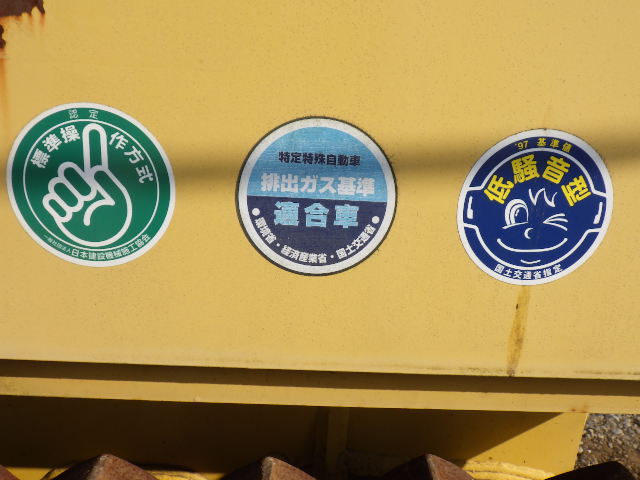 認定
標準操作方式
一般社団法人日本建設機械施工協会
特定特殊自動車
排出ガス基準
適合車
●環境省・経済産業省・国土交通省●
'97 基準値
低騒音型
国土交通省指定